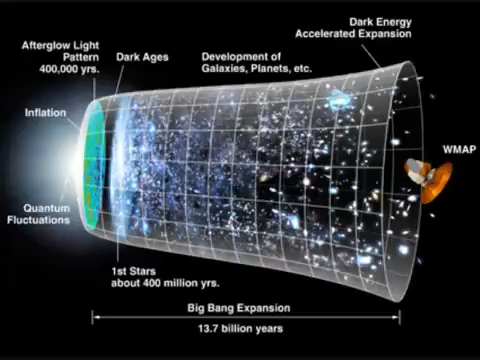 Dark Energy
Accelerated Expansion
Afterglow Light
Pattern
400,000 yrs.
Dark Ages
Development of
Galaxies, Planets, etc.
Inflation
WMAP
Quantum
Fluctuations
1st Stars
about 400 million yrs.
Big Bang Expansion
13.7 billion years